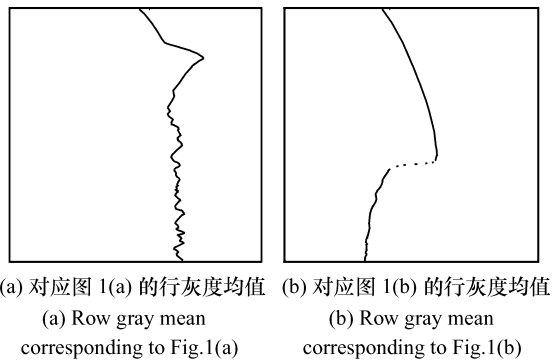 (a) 对应图 1(a) 的行灰度均值
(a) Row gray mean
corresponding to Fig.1(a)
(b) 对应图 1(b) 的行灰度均值
(b) Row gray mean
corresponding to Fig.1(b)